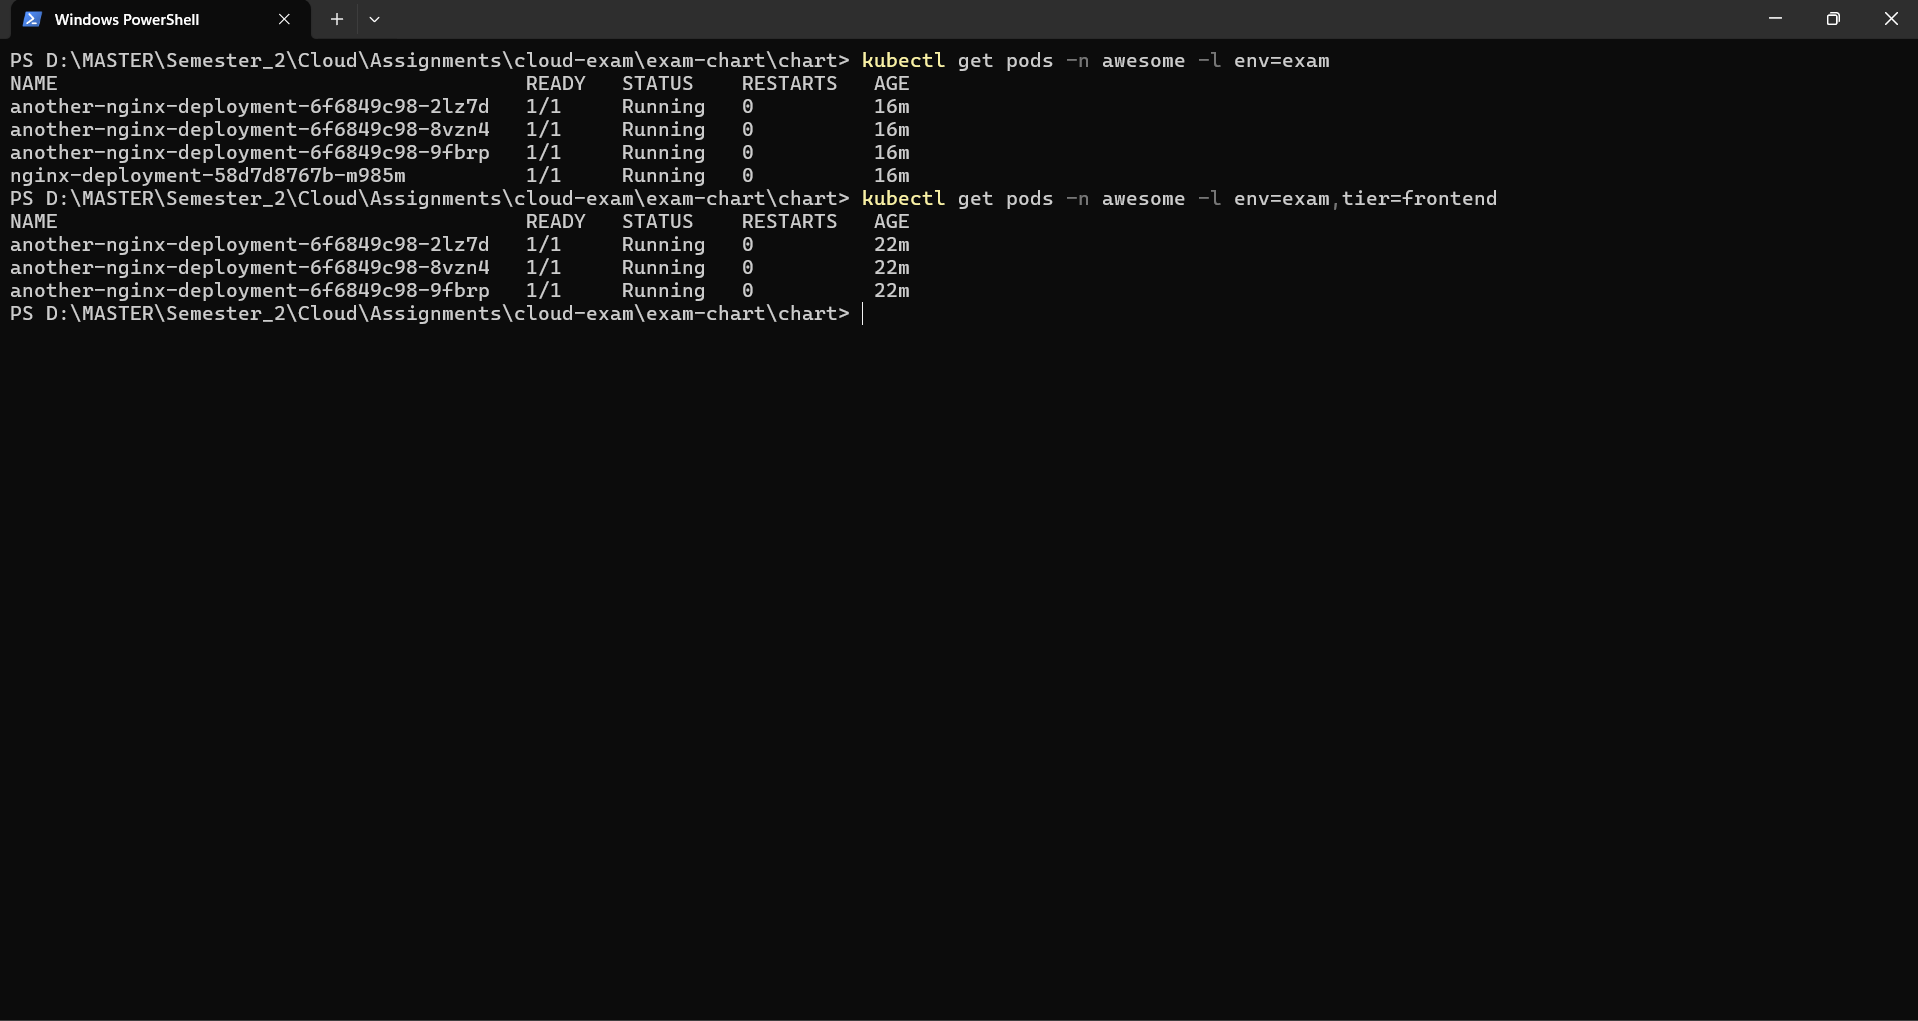 Windows PowerShell
PS D:\MASTER\Semester_2\Cloud\Assignments\cloud-exam\exam-chart\chart> kubectl get pods -n awesome -l env=exam
NAME READY STATUS RESTARTS AGE
another-nginx-deployment-6f6849c98-2lz7d 1/1 Running 0 16m
another-nginx-deployment-6f6849c98-8vzn4 1/1 Running 0 16m
another-nginx-deployment-6f6849c98-9fbrp 1/1 Running 0 16m
nginx-deployment-58d7d8767b-m985m 1/1 Running 0 16m
PS D:\MASTER\Semester_2\Cloud\Assignments\cloud-exam\exam-chart\chart> kubectl get pods -n awesome -l env=exam,tier=frontend
NAME READY STATUS RESTARTS AGE
another-nginx-deployment-6f6849c98-2lz7d 1/1 Running 0 22m
another-nginx-deployment-6f6849c98-8vzn4 1/1 Running 0 22m
another-nginx-deployment-6f6849c98-9fbrp 1/1 Running 0 22m
PS D:\MASTER\Semester_2\Cloud\Assignments\cloud-exam\exam-chart\chart>